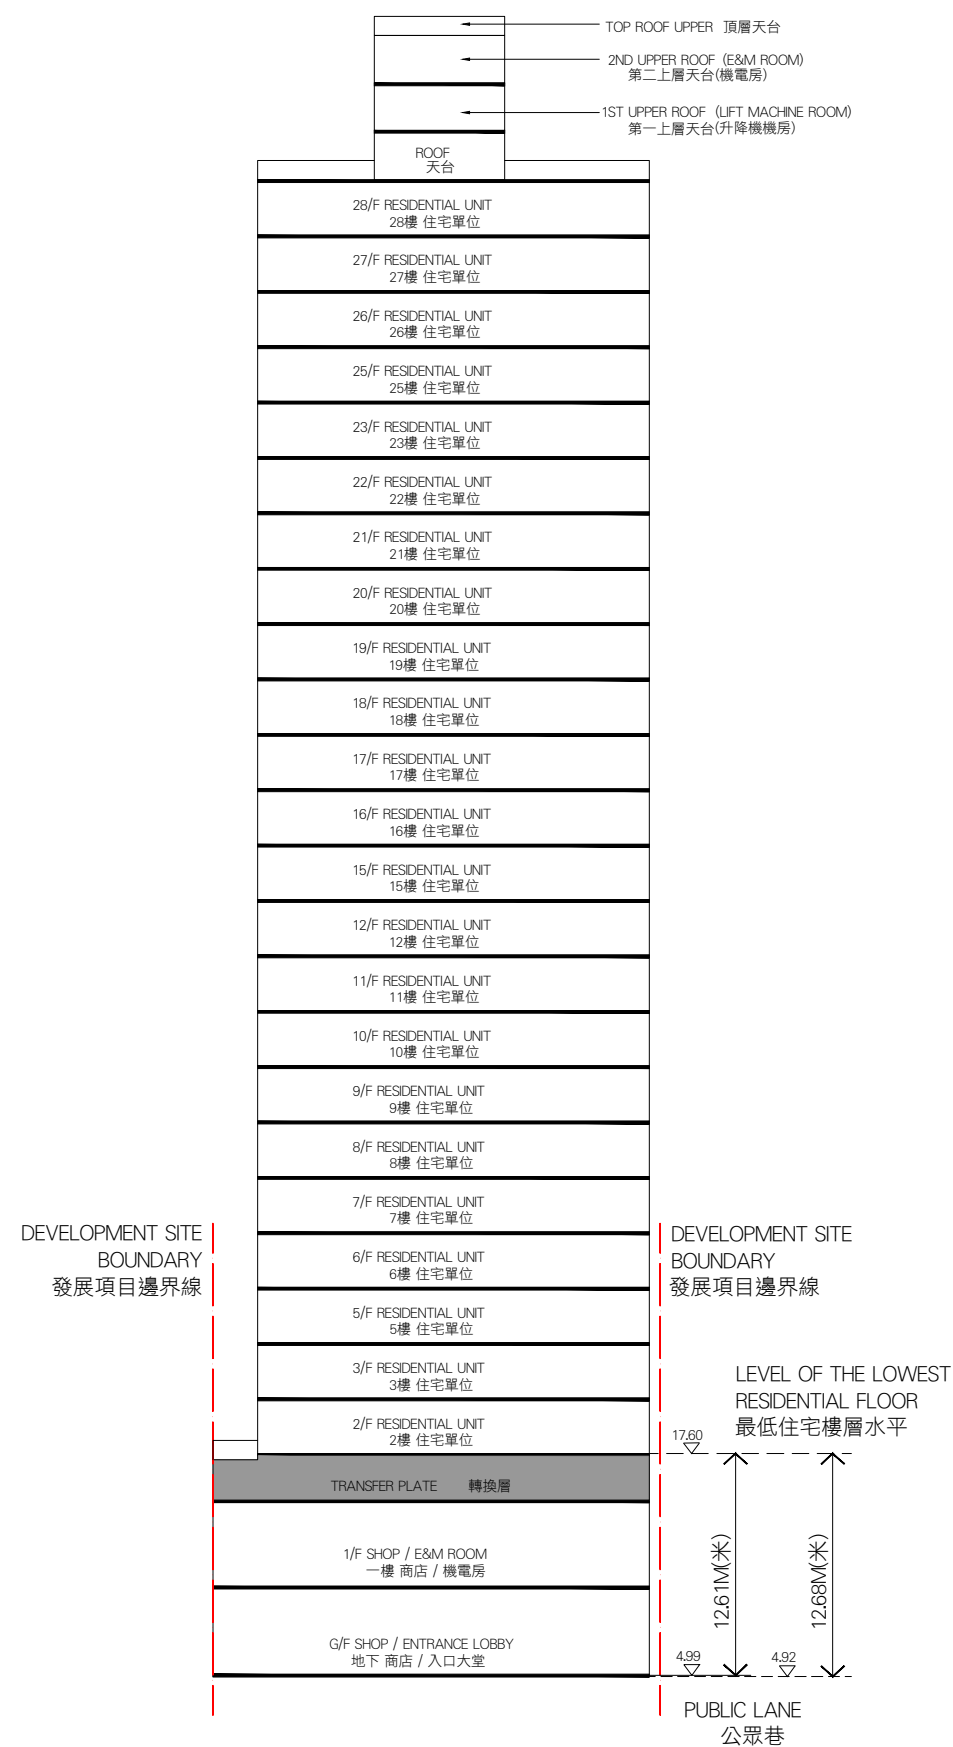 TOP ROOF UPPER 頂層天台
2ND UPPER ROOF (E&M ROOM)
第二上層天台(機電房)
1ST UPPER ROOF (LIFT MACHINE ROOM)
第一上層天台(升降機機房)
ROOF
天台
28/F RESIDENTIAL UNIT
28樓 住宅單位
27/F RESIDENTIAL UNIT
27樓 住宅單位
26/F RESIDENTIAL UNIT
26樓 住宅單位
25/F RESIDENTIAL UNIT
25樓 住宅單位
23/F RESIDENTIAL UNIT
23樓 住宅單位
22/F RESIDENTIAL UNIT
22樓 住宅單位
21/F RESIDENTIAL UNIT
21樓 住宅單位
20/F RESIDENTIAL UNIT
20樓 住宅單位
19/F RESIDENTIAL UNIT
19樓 住宅單位
18/F RESIDENTIAL UNIT
18樓 住宅單位
17/F RESIDENTIAL UNIT
17樓 住宅單位
16/F RESIDENTIAL UNIT
16樓 住宅單位
15/F RESIDENTIAL UNIT
15樓 住宅單位
12/F RESIDENTIAL UNIT
12樓 住宅單位
11/F RESIDENTIAL UNIT
11樓 住宅單位
10/F RESIDENTIAL UNIT
10樓 住宅單位
9/F RESIDENTIAL UNIT
9樓 住宅單位
8/F RESIDENTIAL UNIT
8樓 住宅單位
7/F RESIDENTIAL UNIT
7樓 住宅單位
DEVELOPMENT SITE
BOUNDARY
發展項目邊界線
DEVELOPMENT SITE
BOUNDARY
發展項目邊界線
6/F RESIDENTIAL UNIT
6樓 住宅單位
5/F RESIDENTIAL UNIT
5樓 住宅單位
3/F RESIDENTIAL UNIT
3樓 住宅單位
LEVEL OF THE LOWEST
RESIDENTIAL FLOOR
最低住宅樓層水平
2/F RESIDENTIAL UNIT
2樓 住宅單位
17.60
TRANSFER PLATE 轉換層
1/F SHOP / E&M ROOM
一樓 商店 / 機電房
12.61M(米)
12.68M(米)
G/F SHOP / ENTRANCE LOBBY
地下 商店 / 入口大堂
4.99
4.92
PUBLIC LANE
公眾巷